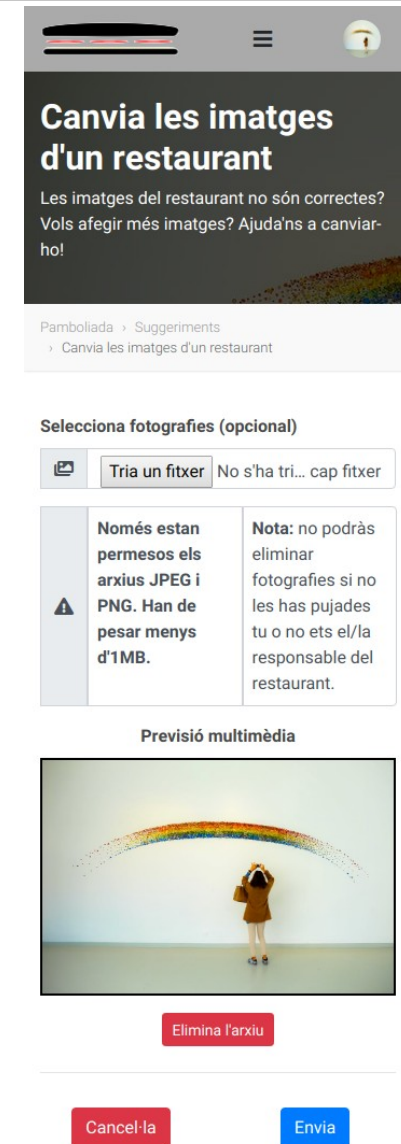 Canvia les imatges
d'un restaurant
Les imatges del restaurant no són correctes?
Vols afegir més imatges? Ajuda'ns a canviar-
ho!
Pamboliada › Suggeriments
› Canvia les imatges d'un restaurant
Selecciona fotografies (opcional)
Tria un fitxer No s'ha tri... cap fitxer
Només estan
permesos els
arxius JPEG i
PNG. Han de
pesar menys
d'1MB.
Nota: no podràs
eliminar
fotografies si no
les has pujades
tu o no ets el/la
responsable del
restaurant.
Previsió multimèdia
Elimina l'arxiu
Cancel·la
Envia